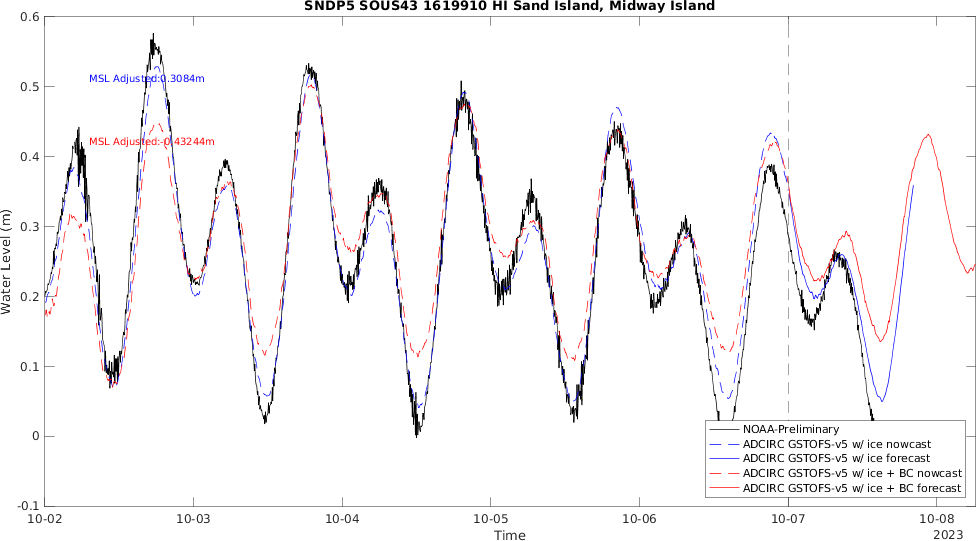 SNDP5 SOUS43 1619910 HI Sand Island, Midway Island
0.6
0.5
0.4
0.3
0.2
0.1
0
-0.1
Water Level (m)
MSL Adjusted:0.3084m
MSL Adjusted:-0.43244m
NOAA-Preliminary
ADCIRC GSTOFS-v5 w/ ice nowcast
ADCIRC GSTOFS-v5 w/ ice forecast
ADCIRC GSTOFS-v5 w/ ice + BC nowcast
ADCIRC GSTOFS-v5 w/ ice + BC forecast
10-02 10-03 10-04 10-05 10-06 10-07 10-08
Time
2023